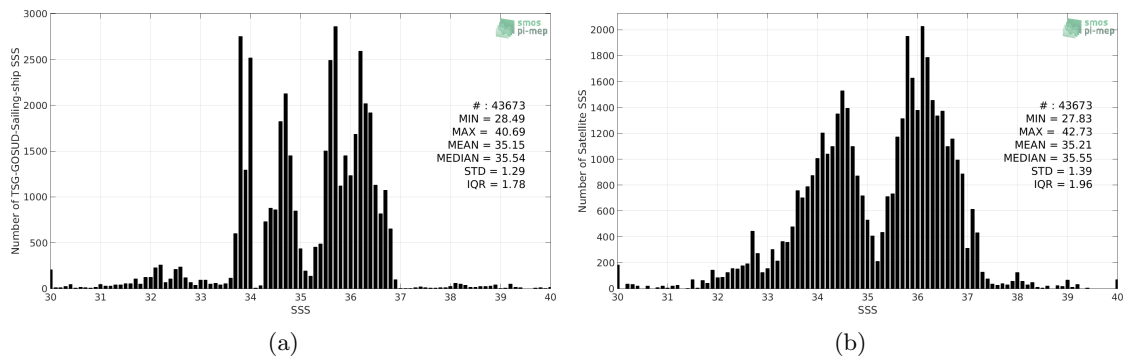 3000
2500
2000
1500
1000
500
0
Number of TSG-GOSUD-Sailing-ship SSS
30 31 32 33 34 35 36 37 38 39 40
SSS
smos
pi-mep
# : 43673
MIN = 28.49
MAX = 40.69
MEAN = 35.15
MEDIAN = 35.54
STD = 1.29
IQR = 1.78
(a)
2000
1800
1600
1400
1200
1000
800
600
400
200
0
Number of Satellite SSS
30 31 32 33 34 35 36 37 38 39 40
SSS
smos
pi-mep
# : 43673
MIN = 27.83
MAX = 42.73
MEAN = 35.21
MEDIAN = 35.55
STD = 1.39
IQR = 1.96
(b)